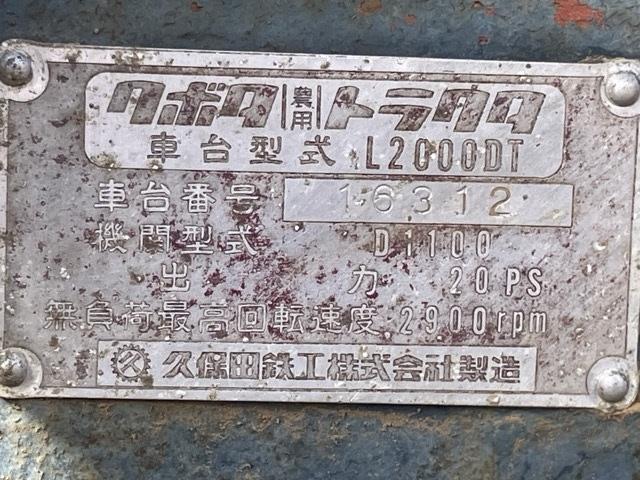 クボタ農用トラクタ
車台型式 L2000DT
車台番号 16312
機関型式 D1100
出力 20PS
無負荷最高回転速度 2900rpm
久保田鉄工株式会社製造